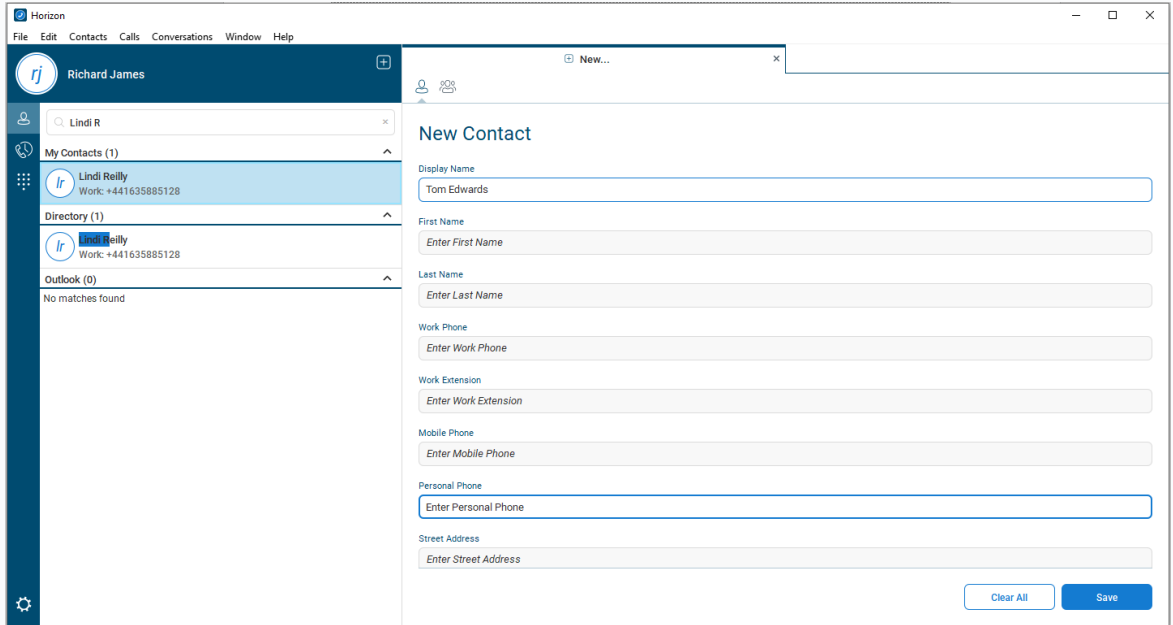 Horizon
File Edit Contacts Calls Conversations Window Help
rj
Richard James
Lindi R
My Contacts (1)
lr
Lindi Reilly
Work: +441635885128
Directory (1)
lr
Lindi Reilly
Work: +441635885128
Outlook (0)
No matches found
New...
New Contact
Display Name
Tom Edwards
First Name
Enter First Name
Last Name
Enter Last Name
Work Phone
Enter Work Phone
Work Extension
Enter Work Extension
Mobile Phone
Enter Mobile Phone
Personal Phone
Enter Personal Phone
Street Address
Enter Street Address
Clear All
Save